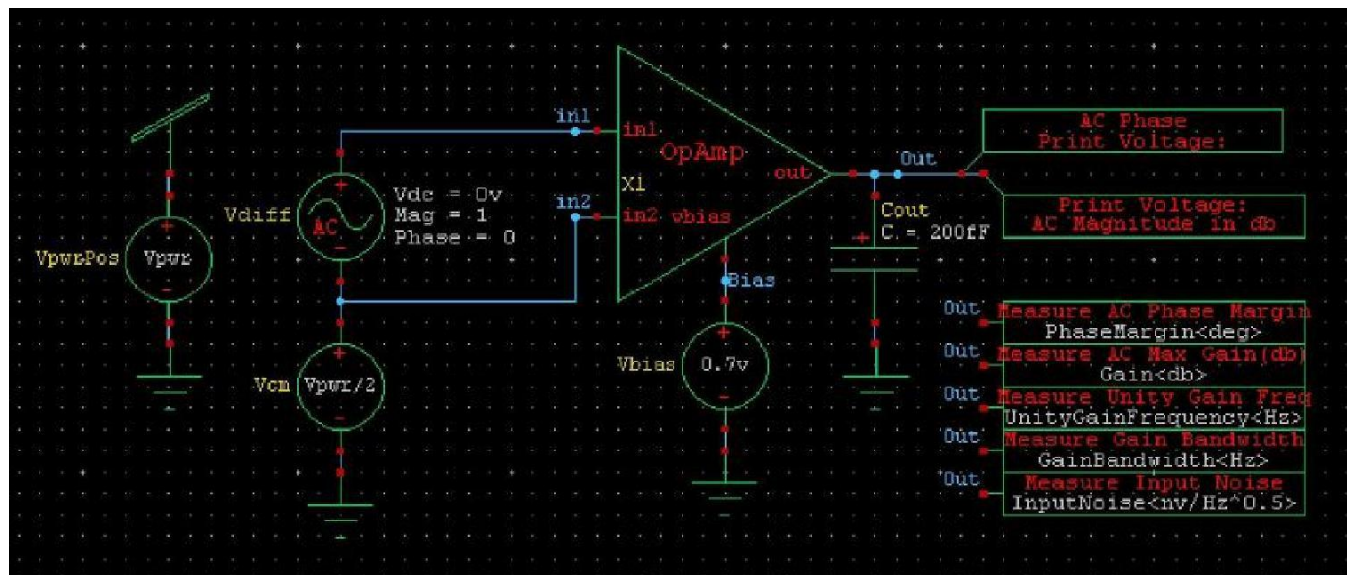 VpwrPos
Vpwr
Vdiff
AC
Vdc = 0v
Mag = 1
Phase = 0
Vcm
Vpwr/2
in1
in2
in1
OpAmp
X1
in2
vbias
out
Bias
Vbias
0.7v
Out
Cout
C = 200fF
AC Phase
Print Voltage:
Print Voltage:
AC Magnitude in db
Out
Measure AC Phase Margin
PhaseMargin<deg>
Out
Measure AC Max Gain(db)
Gain<db>
Out
Measure Unity Gain Freq
UnityGainFrequency<Hz>
Out
Measure Gain Bandwidth
GainBandwidth<Hz>
Out
Measure Input Noise
InputNoise<nv/Hz^0.5>